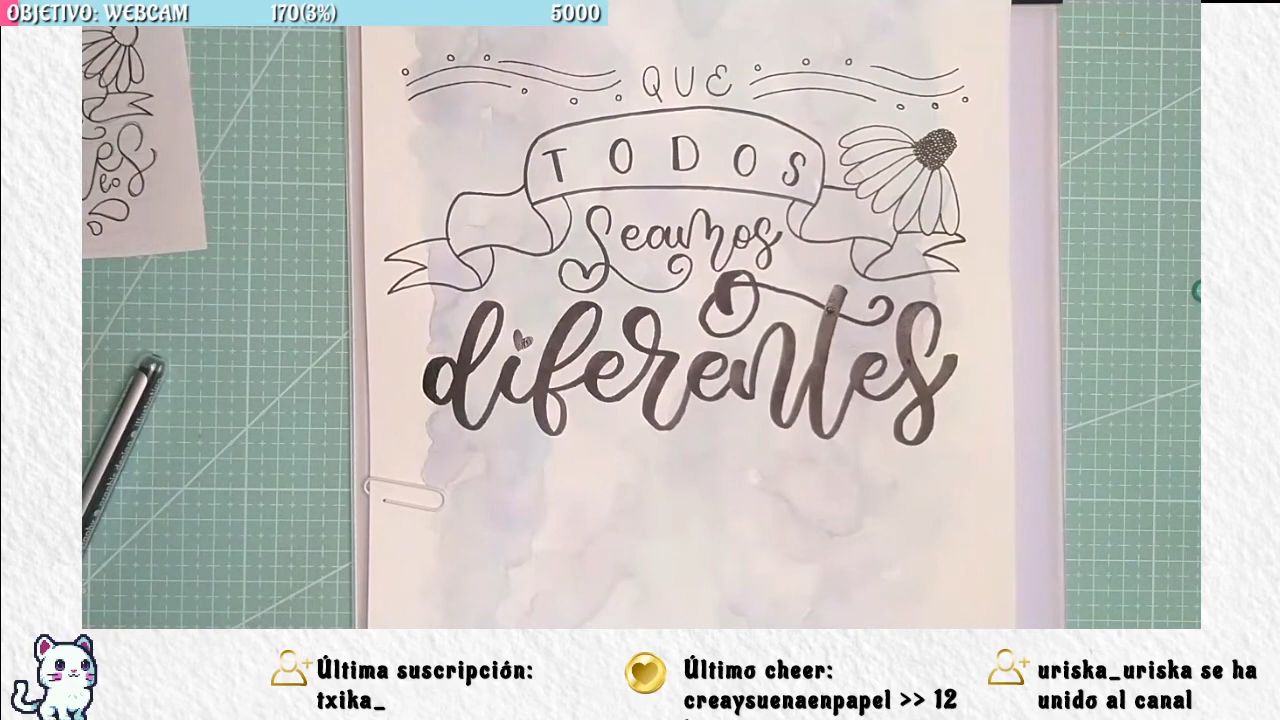 OBJETIVO: WEBCAM 170(3%) 5000
QUE
TODOS
Seamos
diferentes
Última suscripción:
txika_
Último cheer:
creaysuenaenpapel >> 12
uriska_uriska se ha
unido al canal